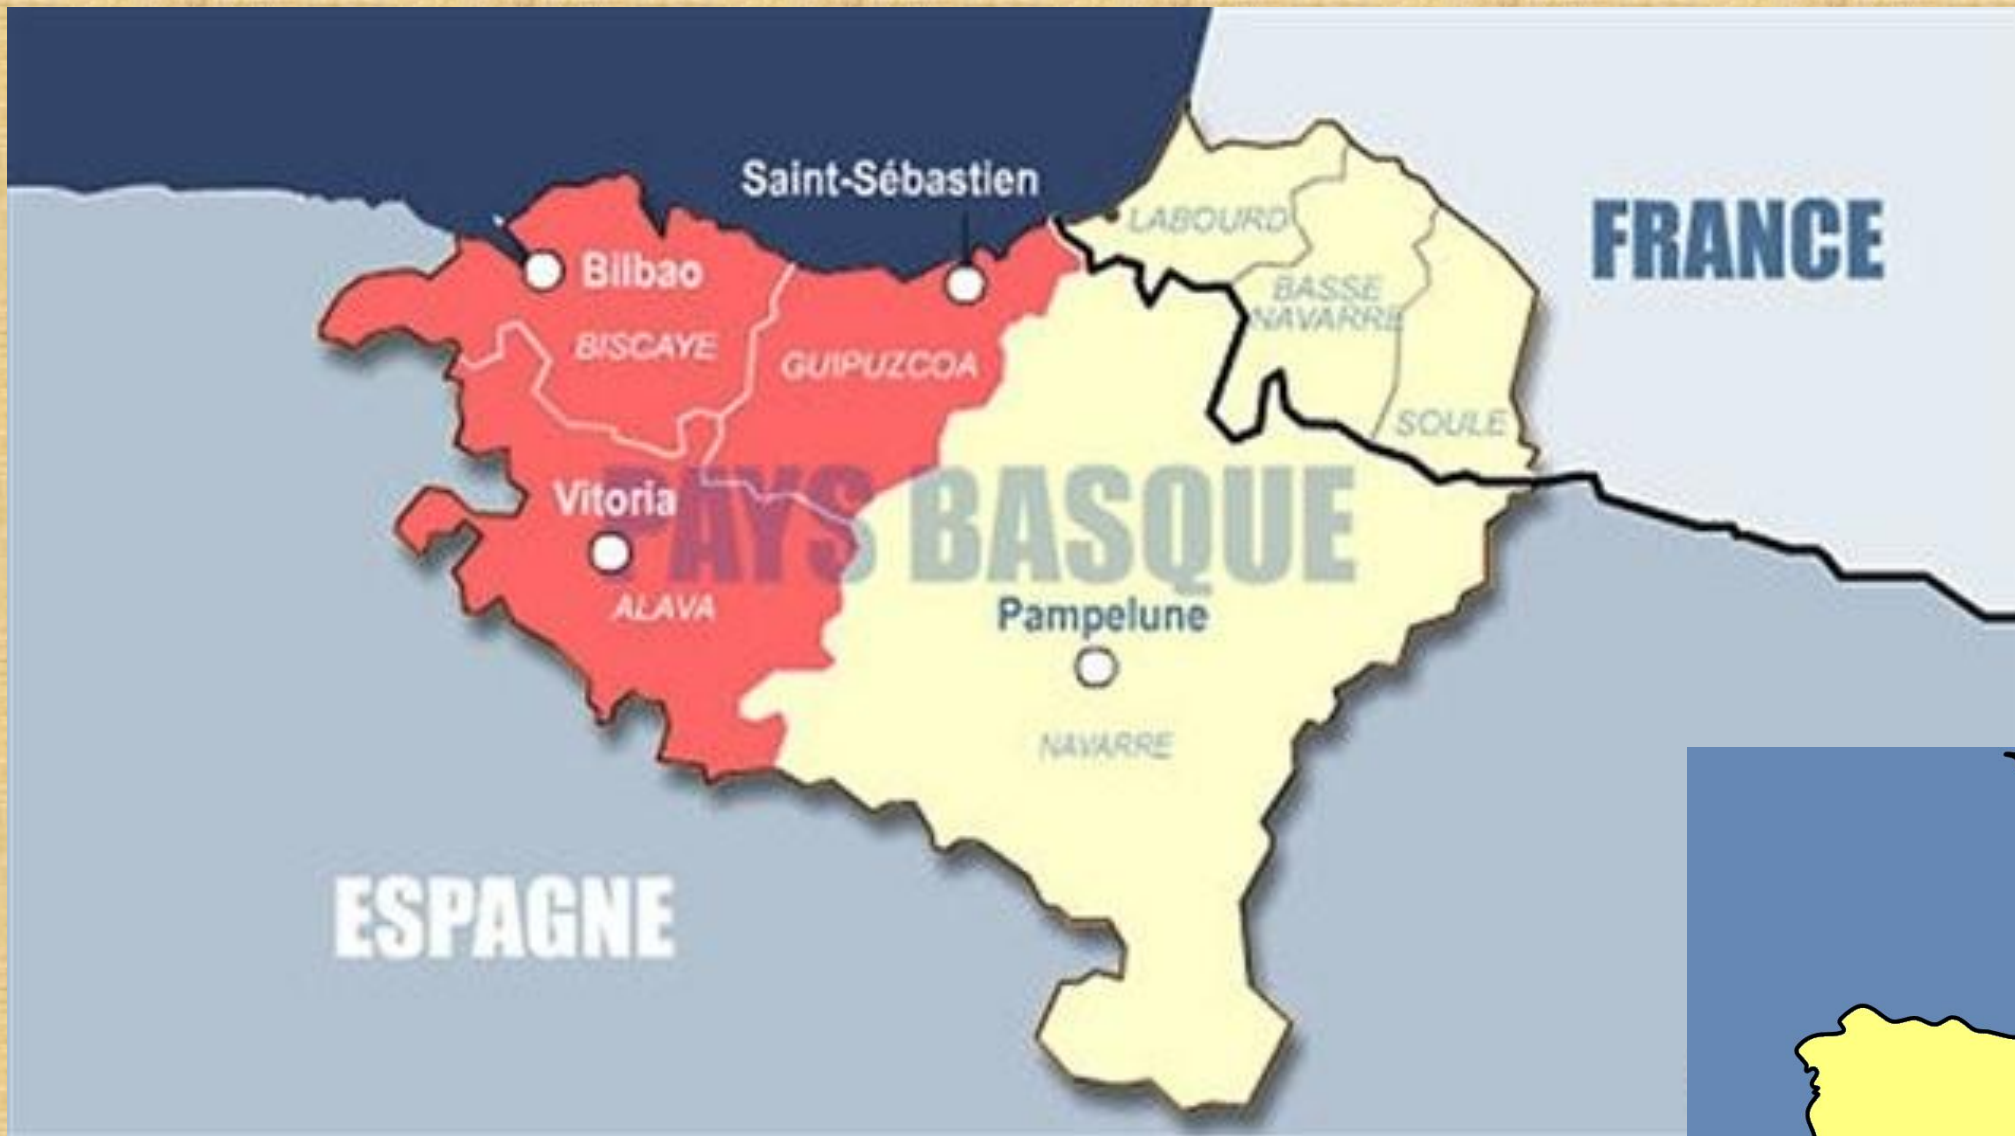 Saint-Sébastien
LABOURD
FRANCE
Bilbao
BASSE
NAVARRE
BISCAYE
GUIPUZCOA
SOULE
Vitoria
PAYS BASQUE
ALAVA
Pampelune
NAVARRE
ESPAGNE